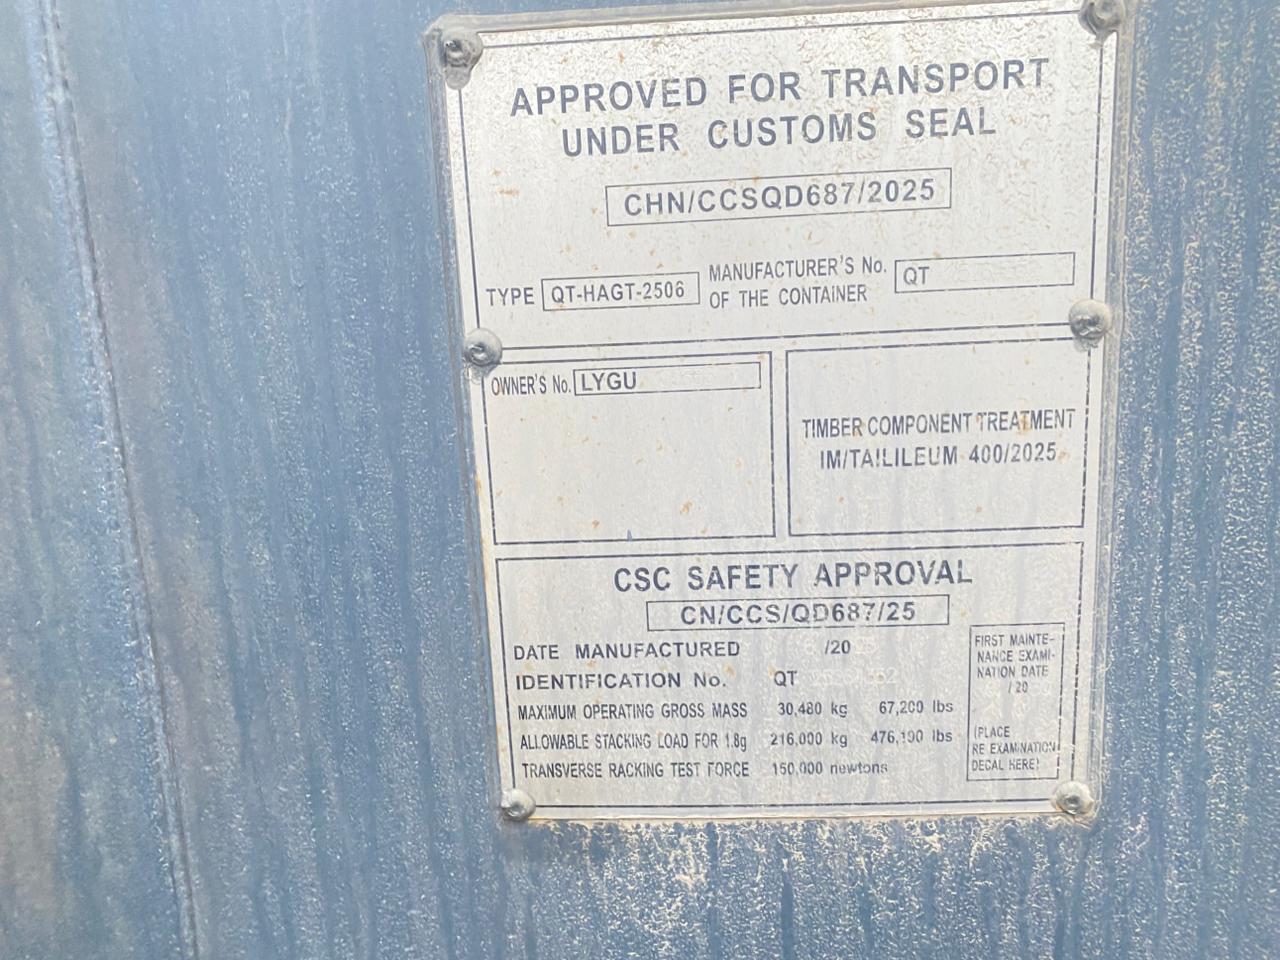 APPROVED FOR TRANSPORT
UNDER CUSTOMS SEAL
CHN/CCSQD687/2025
TYPE QT-HAGT-2506 MANUFACTURER'S No. OF THE CONTAINER QT
OWNER'S No. LYGU
TIMBER COMPONENT TREATMENT
IM/TAILILEUM 400/2025
CSC SAFETY APPROVAL
CN/CCS/QD687/25
DATE MANUFACTURED /20
IDENTIFICATION No. QT
MAXIMUM OPERATING GROSS MASS 30,480 kg 67,200 lbs
ALLOWABLE STACKING LOAD FOR 1.8g 216,000 kg 476,190 lbs
TRANSVERSE RACKING TEST FORCE 150,000 newtons
FIRST MAINTE-
NANCE EXAMI-
NATION DATE
/20
(PLACE
RE EXAMINATION
DECAL HERE)